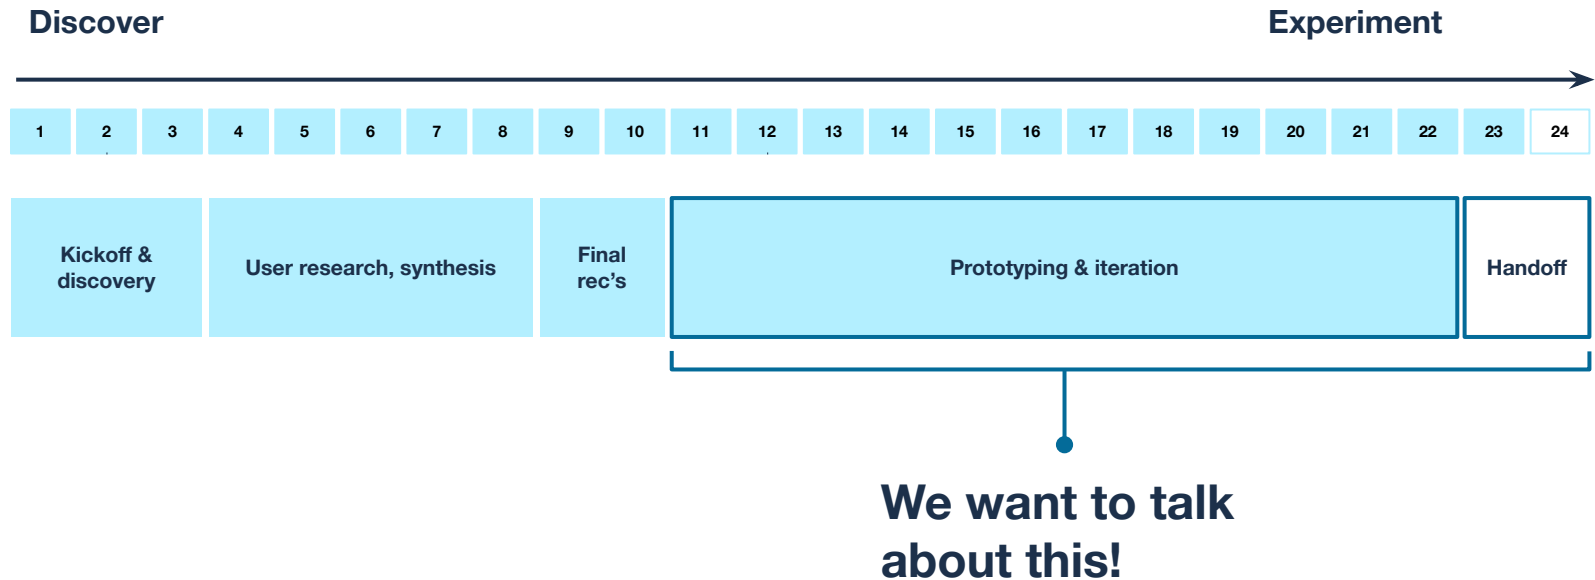 Discover Experiment
1 2 3 4 5 6 7 8 9 10 11 12 13 14 15 16 17 18 19 20 21 22 23 24
Kickoff &
discovery
User research, synthesis
Final
rec’s
Prototyping & iteration
Handoff
We want to talk
about this!